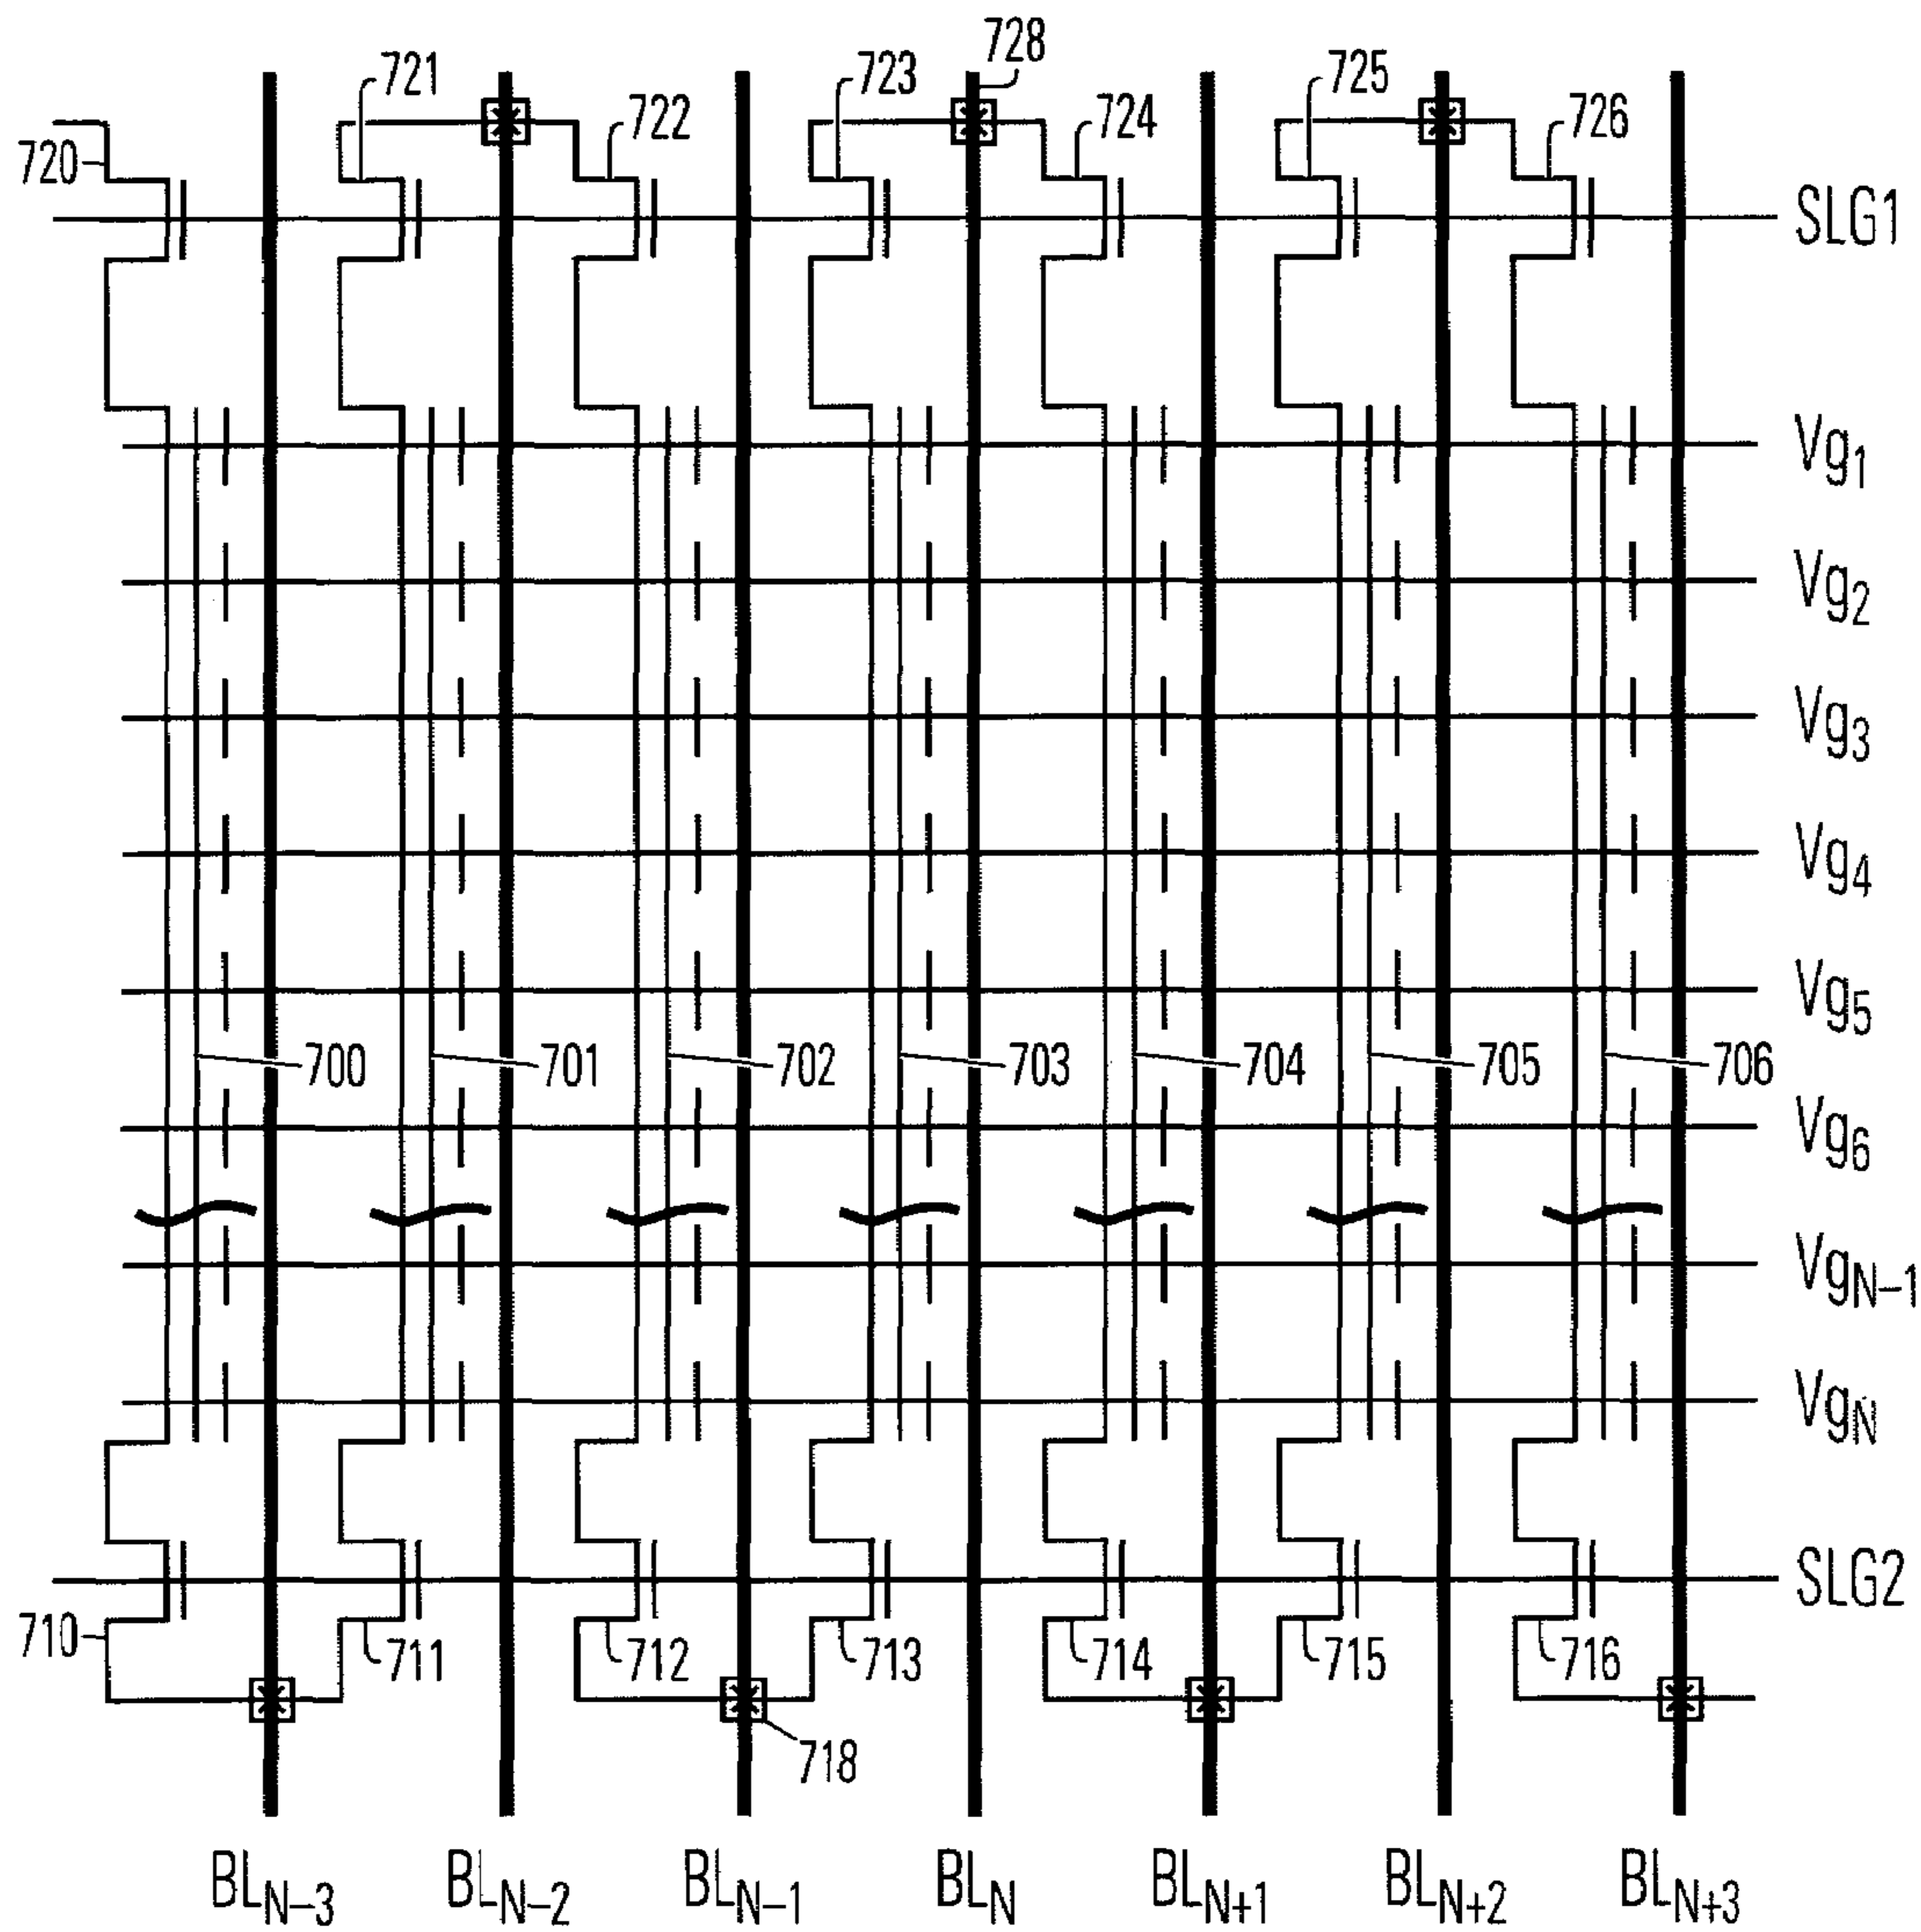 728
721
723
725
722
724
726
720
SLG1
Vg1
Vg2
Vg3
Vg4
Vg5
700 701 702 703 704 705 706
Vg6
VgN−1
VgN
SLG2
710 711 712 713 714 715 716
718
BLN−3 BLN−2 BLN−1 BLN BLN+1 BLN+2 BLN+3